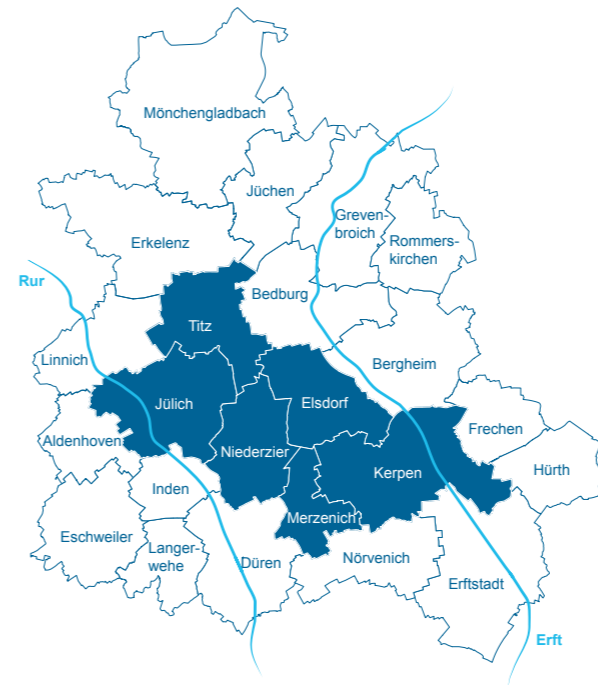 Mönchengladbach
Jüchen
Greven-
broich
Rommers-
kirchen
Erkelenz
Rur
Bedburg
Titz
Linnich
Bergheim
Jülich
Elsdorf
Frechen
Aldenhoven
Niederzier
Kerpen
Hürth
Inden
Merzenich
Eschweiler
Langer-
wehe
Düren
Nörvenich
Erftstadt
Erft